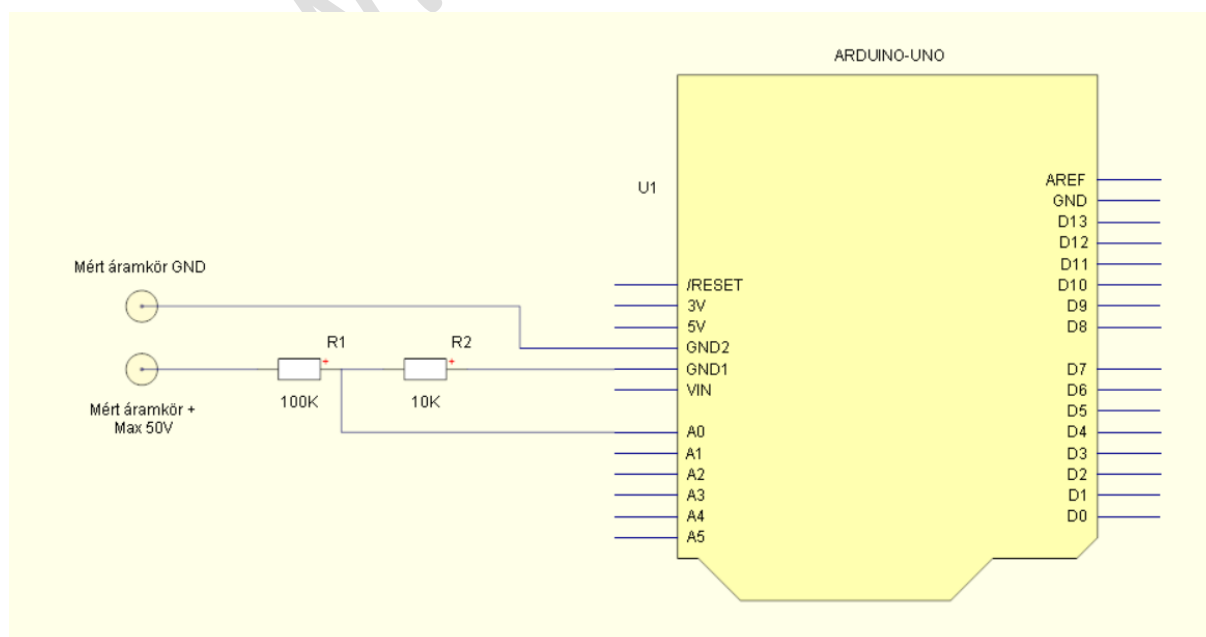 ARDUINO-UNO
U1
Mért áramkör GND
Mért áramkör +
Max 50V
R1
100K
R2
10K
/RESET
3V
5V
GND2
GND1
VIN
A0
A1
A2
A3
A4
A5
AREF
GND
D13
D12
D11
D10
D9
D8
D7
D6
D5
D4
D3
D2
D1
D0